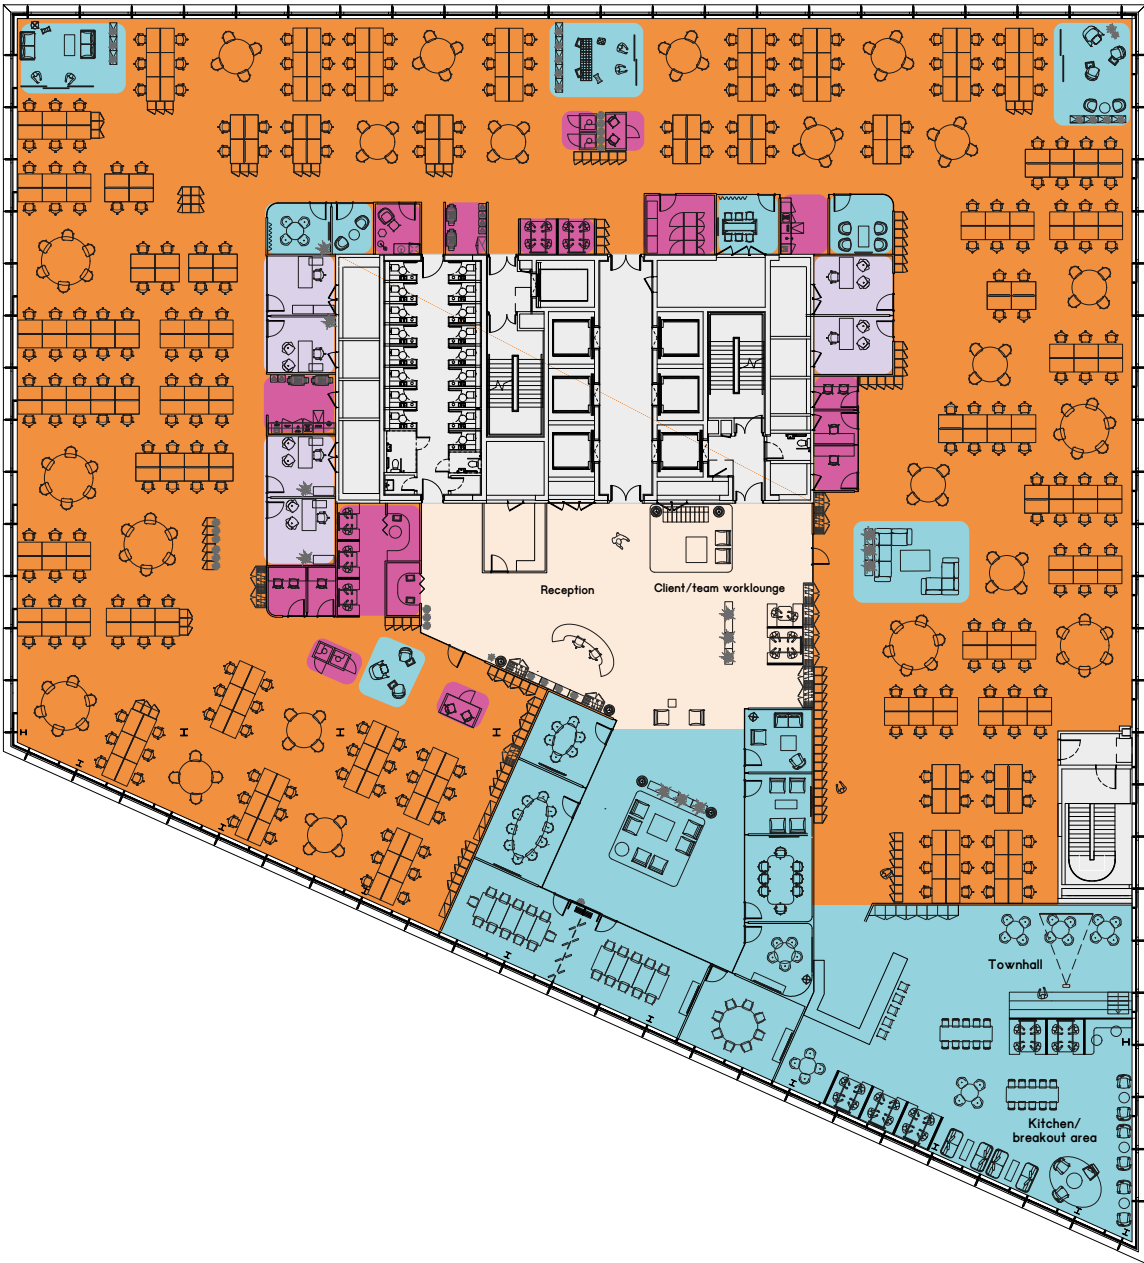 Reception
Client/team worklounge
Townhall
Kitchen/
breakout area